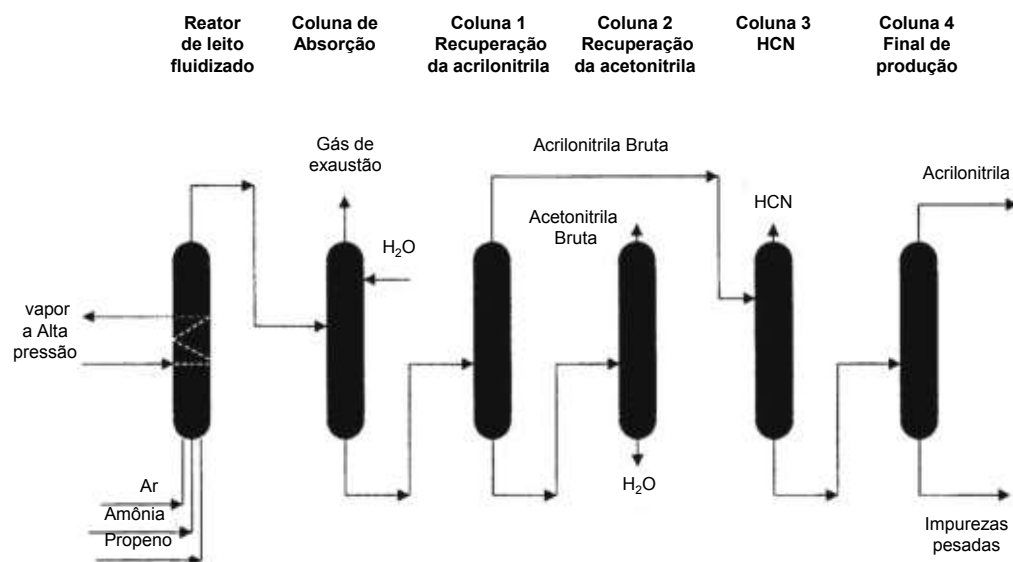 Reator
de leito
fluidizado
Coluna de
Absorção
Coluna 1
Recuperação
da acrilonitrila
Coluna 2
Recuperação
da acetonitrila
Coluna 3
HCN
Coluna 4
Final de
produção
Gás de
exaustão
Acrilonitrila Bruta
Acrilonitrila
Acetonitrila
Bruta
HCN
H₂O
vapor
a Alta
pressão
Ar
Amônia
Propeno
H₂O
Impurezas
pesadas